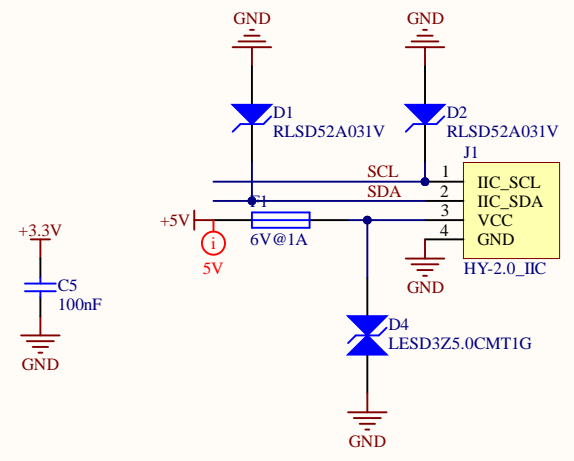 GND
GND
D1
RLSD52A031V
D2
RLSD52A031V
J1
SCL
1
IIC_SCL
SDA
2
IIC_SDA
F1
+5V
3
VCC
6V@1A
4
GND
i
5V
HY-2.0_IIC
GND
+3.3V
C5
100nF
GND
D4
LESD3Z5.0CMT1G
GND